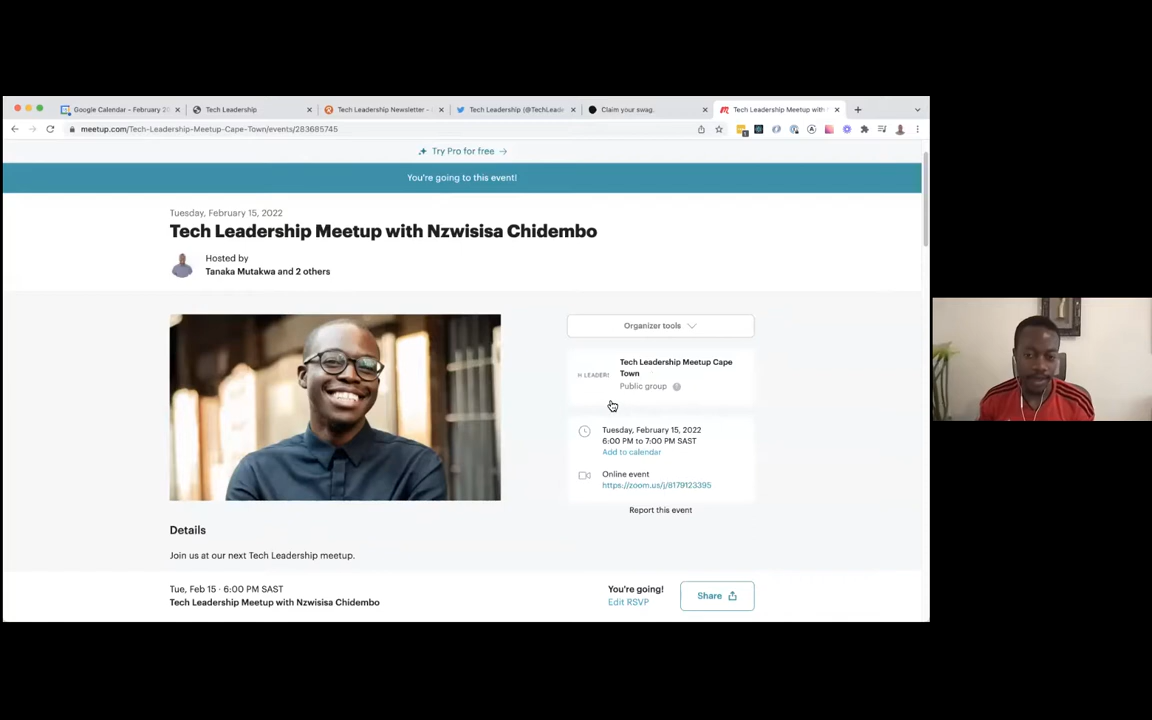 Google Calendar - February 20
Tech Leadership
Tech Leadership Newsletter -
Tech Leadership (@TechLeade
Claim your swag.
Tech Leadership Meetup with
meetup.com/Tech-Leadership-Meetup-Cape-Town/events/283685745
Try Pro for free →
You're going to this event!
Tuesday, February 15, 2022
Tech Leadership Meetup with Nzwisisa Chidembo
Hosted by
Tanaka Mutakwa and 2 others
Organizer tools
H LEADERS
Tech Leadership Meetup Cape
Town
Public group
Tuesday, February 15, 2022
6:00 PM to 7:00 PM SAST
Add to calendar
Online event
https://zoom.us/j/8179123395
Report this event
Details
Join us at our next Tech Leadership meetup.
Tue, Feb 15 · 6:00 PM SAST
Tech Leadership Meetup with Nzwisisa Chidembo
You're going!
Edit RSVP
Share